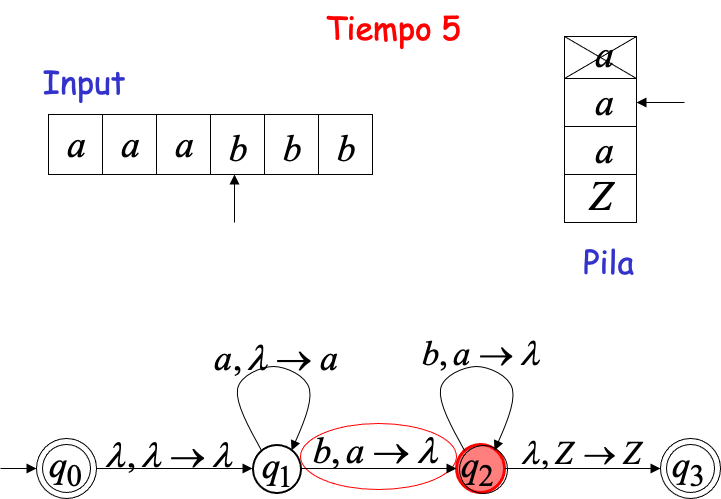 Tiempo 5
Input
a a a b b b
a
a
a
Z
Pila
a, λ → a
b, a → λ
q0 λ, λ → λ q1 b, a → λ q2 λ, Z → Z q3